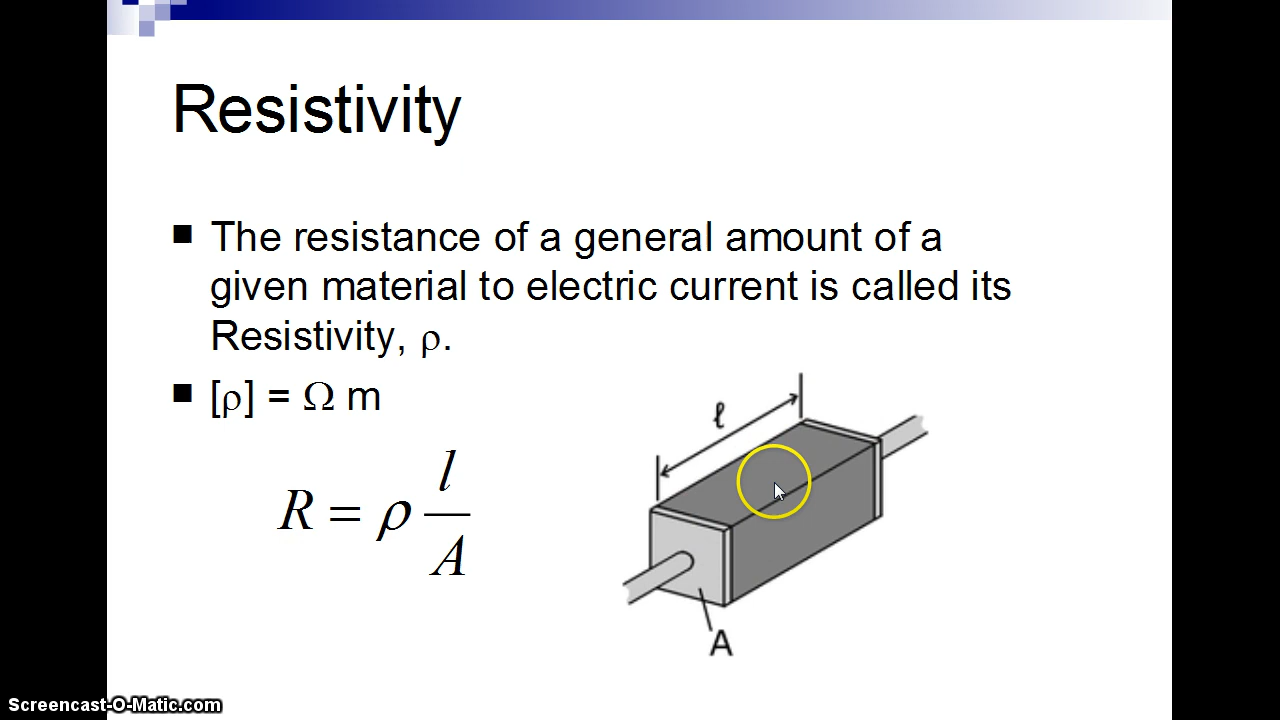 Resistivity
The resistance of a general amount of a
given material to electric current is called its
Resistivity, ρ.
[ρ] = Ω m
R = ρ l/A
ℓ
A
Screencast-O-Matic.com